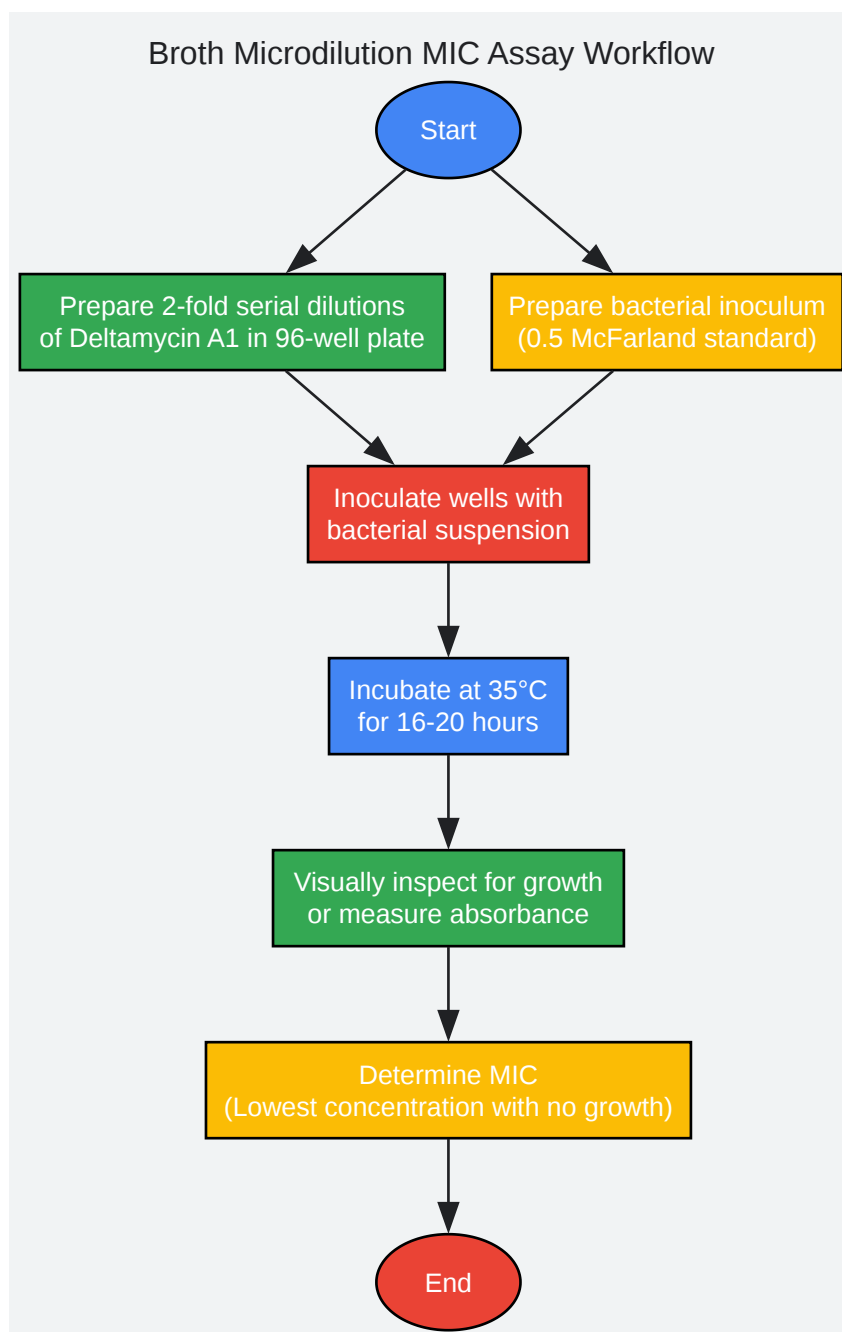 Broth Microdilution MIC Assay Workflow
Start
Prepare 2-fold serial dilutions
of Deltamycin A1 in 96-well plate
Prepare bacterial inoculum
(0.5 McFarland standard)
Inoculate wells with
bacterial suspension
Incubate at 35°C
for 16-20 hours
Visually inspect for growth
or measure absorbance
Determine MIC
(Lowest concentration with no growth)
End